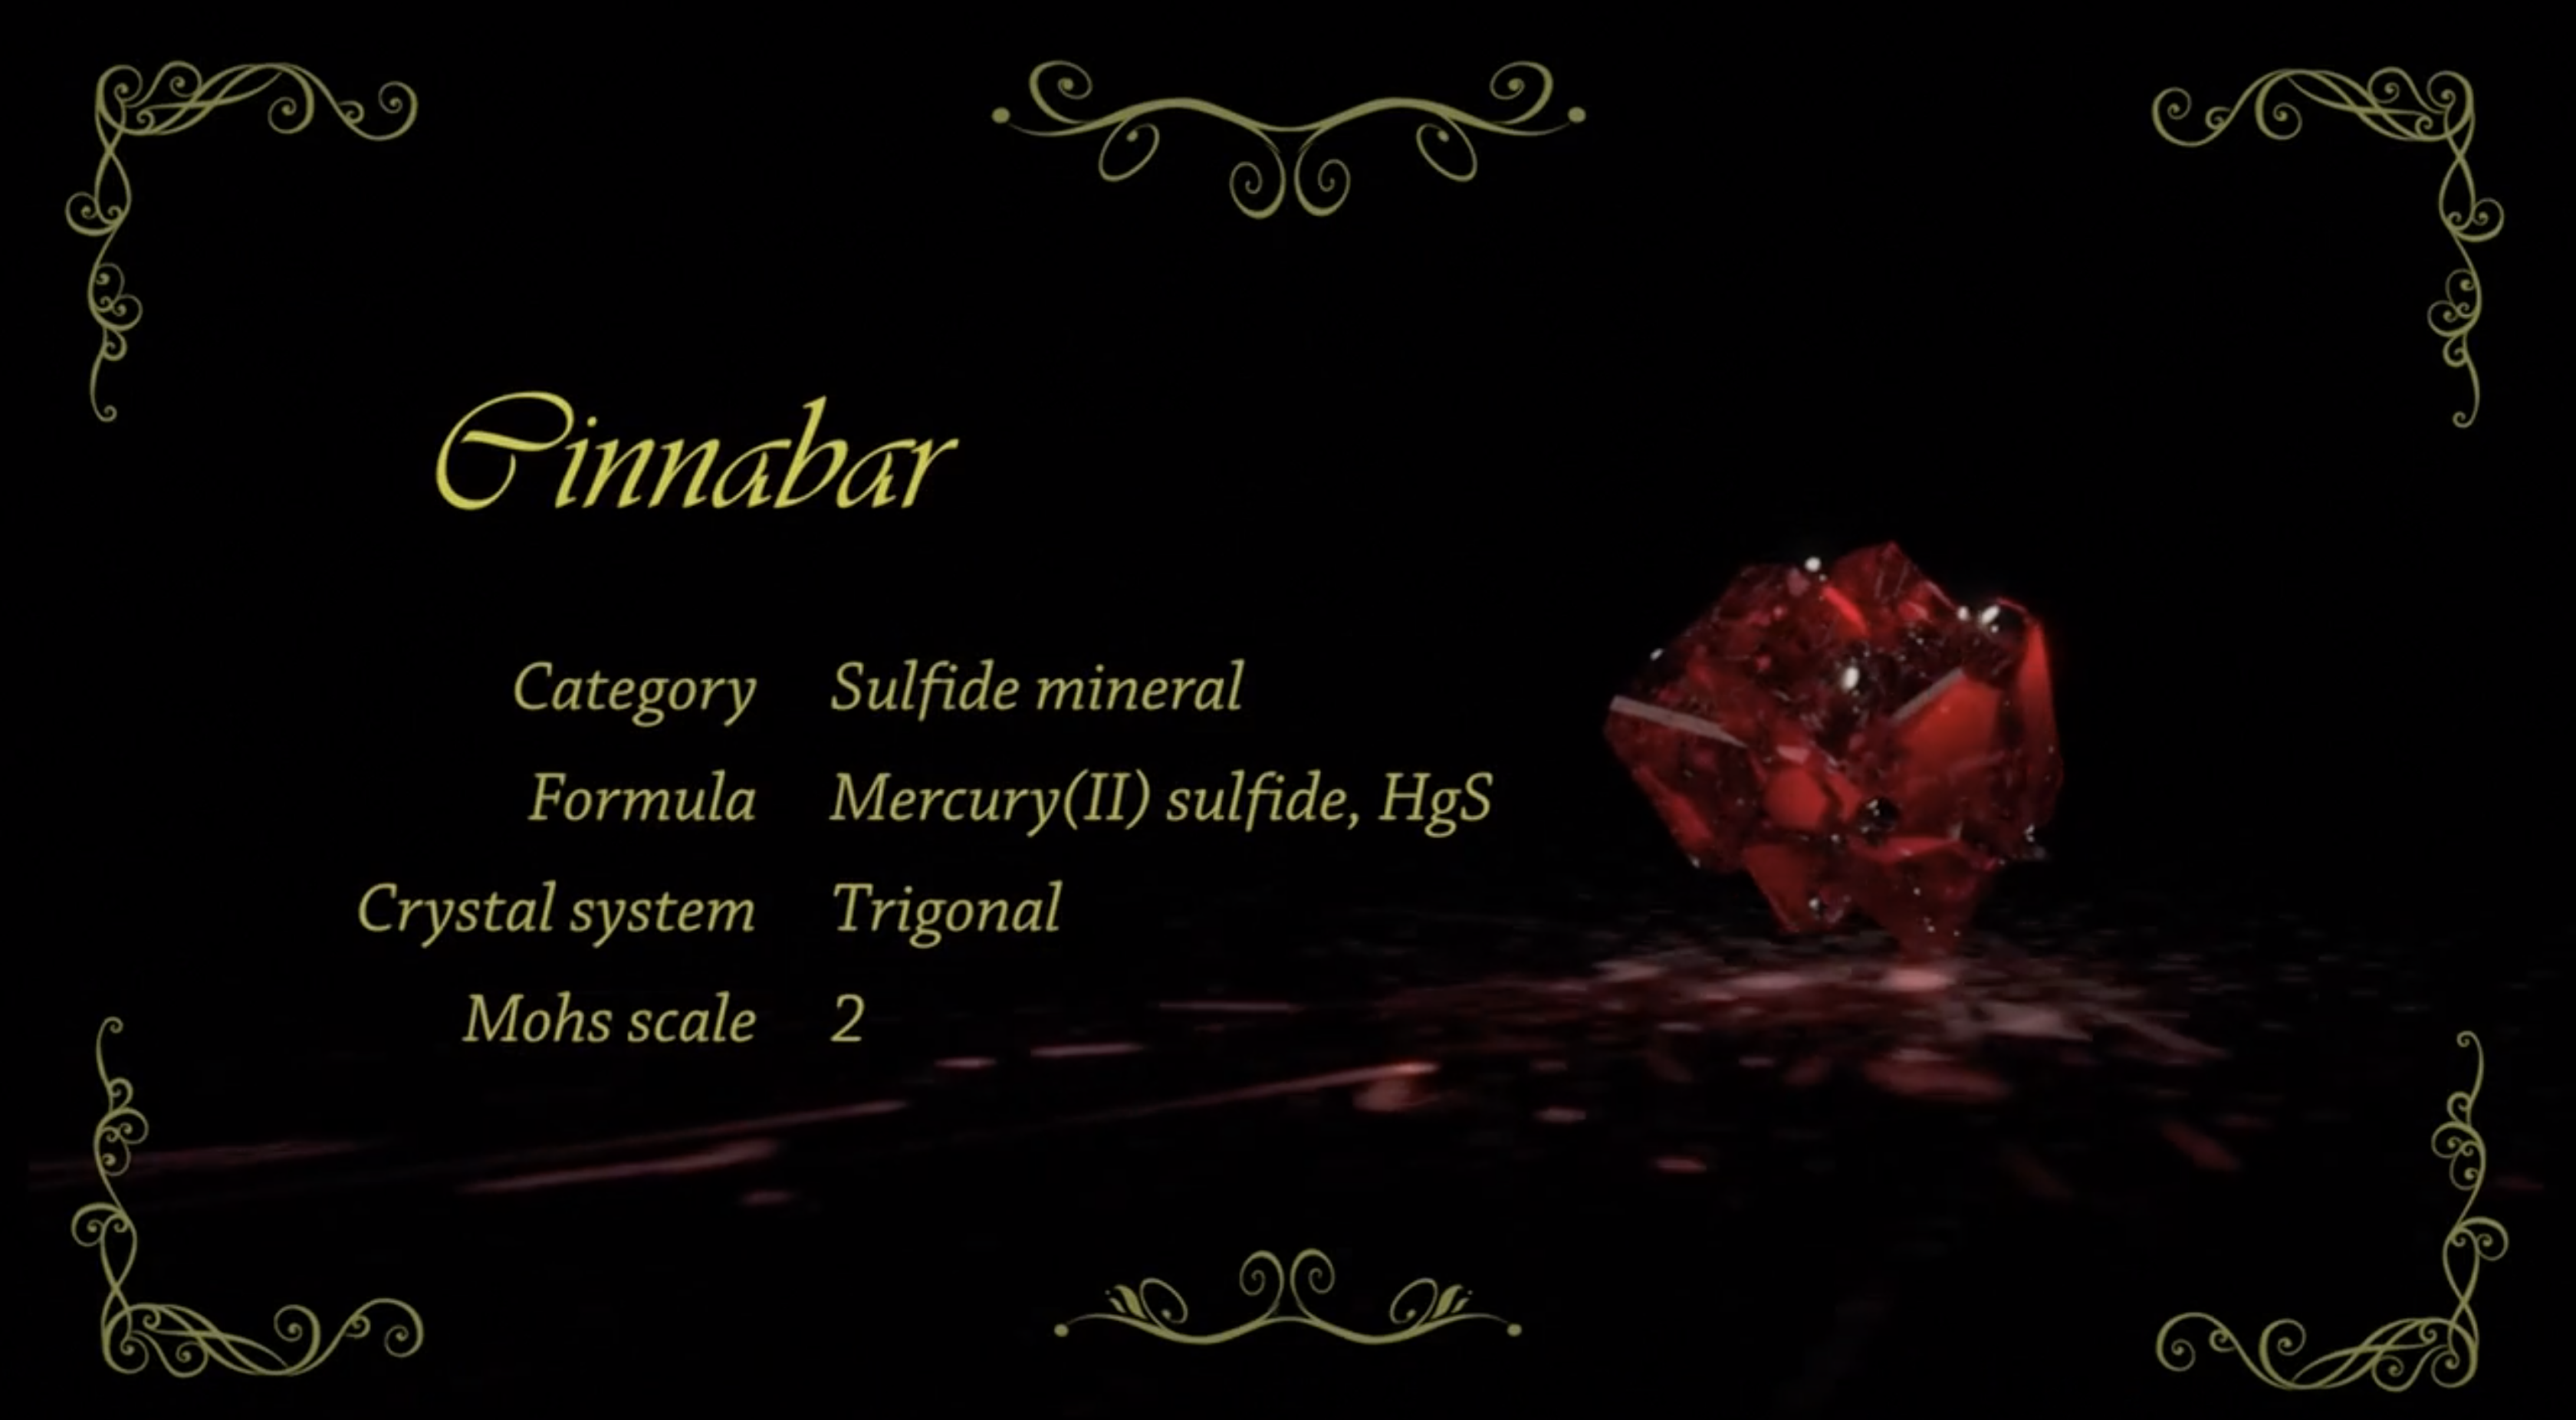 Cinnabar
Category Sulfide mineral
Formula Mercury(II) sulfide, HgS
Crystal system Trigonal
Mohs scale 2